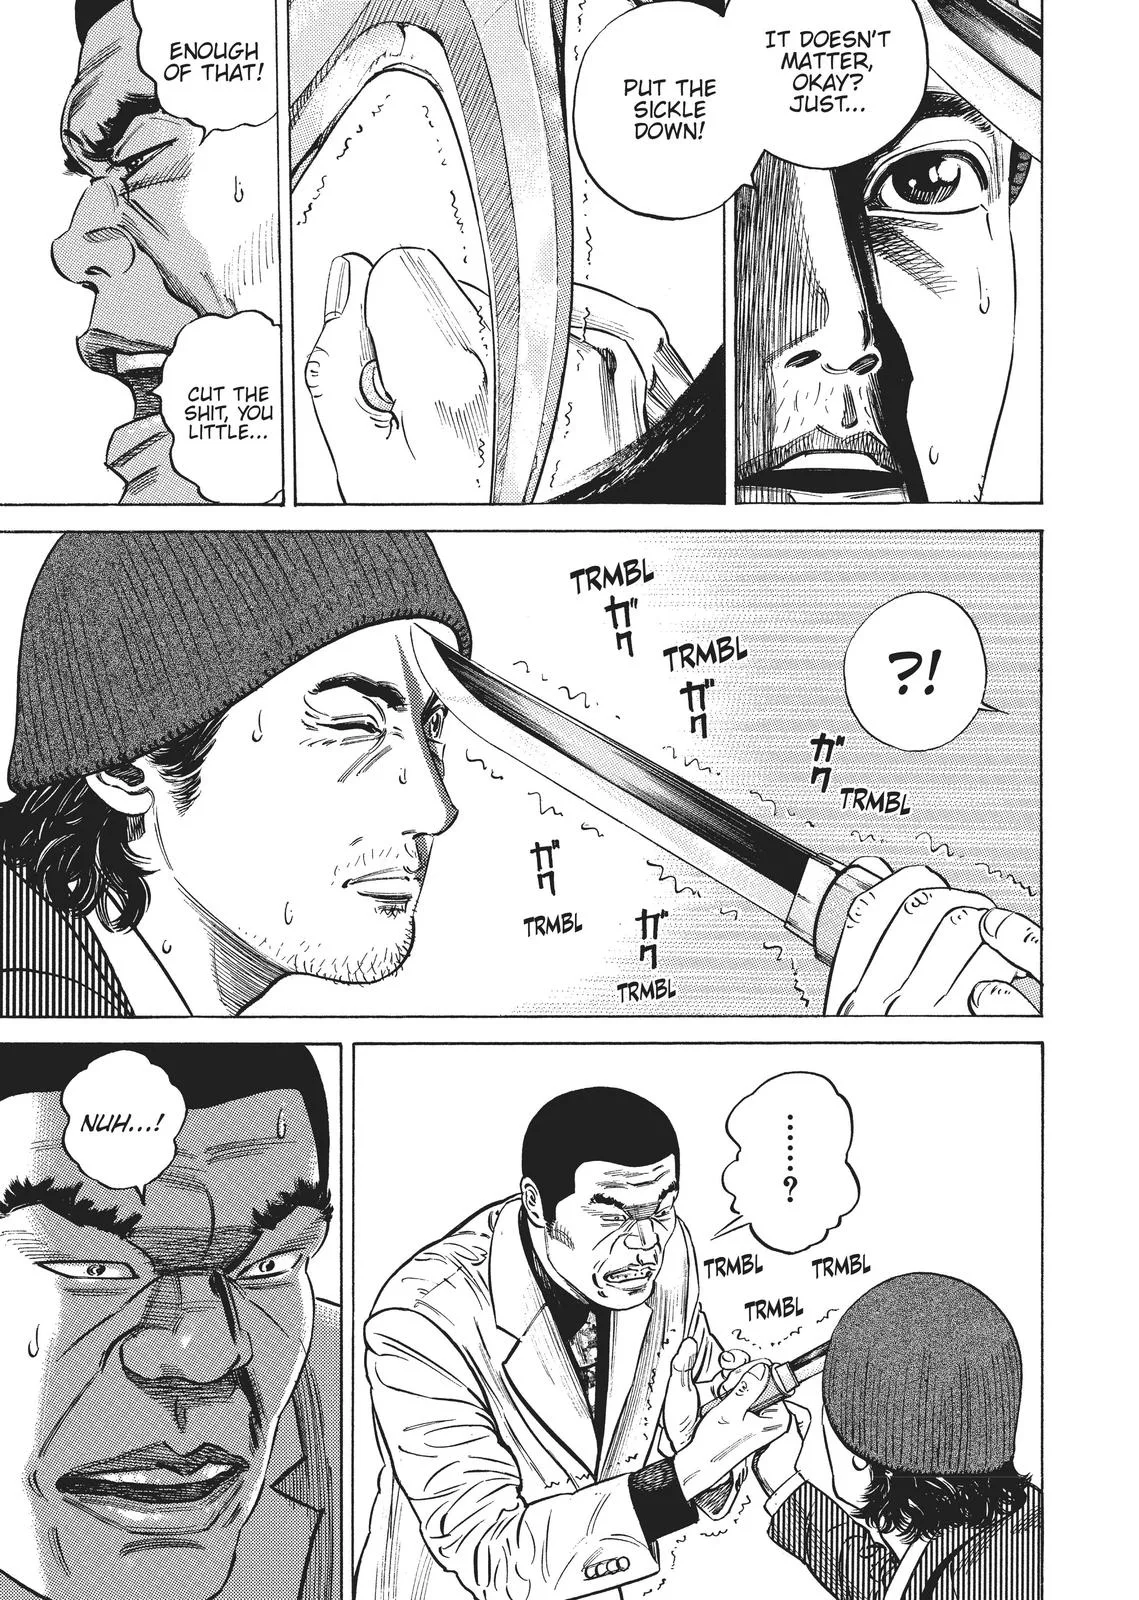 IT DOESN'T
MATTER,
OKAY?
JUST...
PUT THE
SICKLE
DOWN!
ENOUGH
OF THAT!
CUT THE
SHIT, YOU
LITTLE...
?!
TRMBL
ガク
TRMBL
ガク
ガク
TRMBL
ガク
TRMBL
ガク
TRMBL
......?
TRMBL
TRMBL
TRMBL
NUH...!